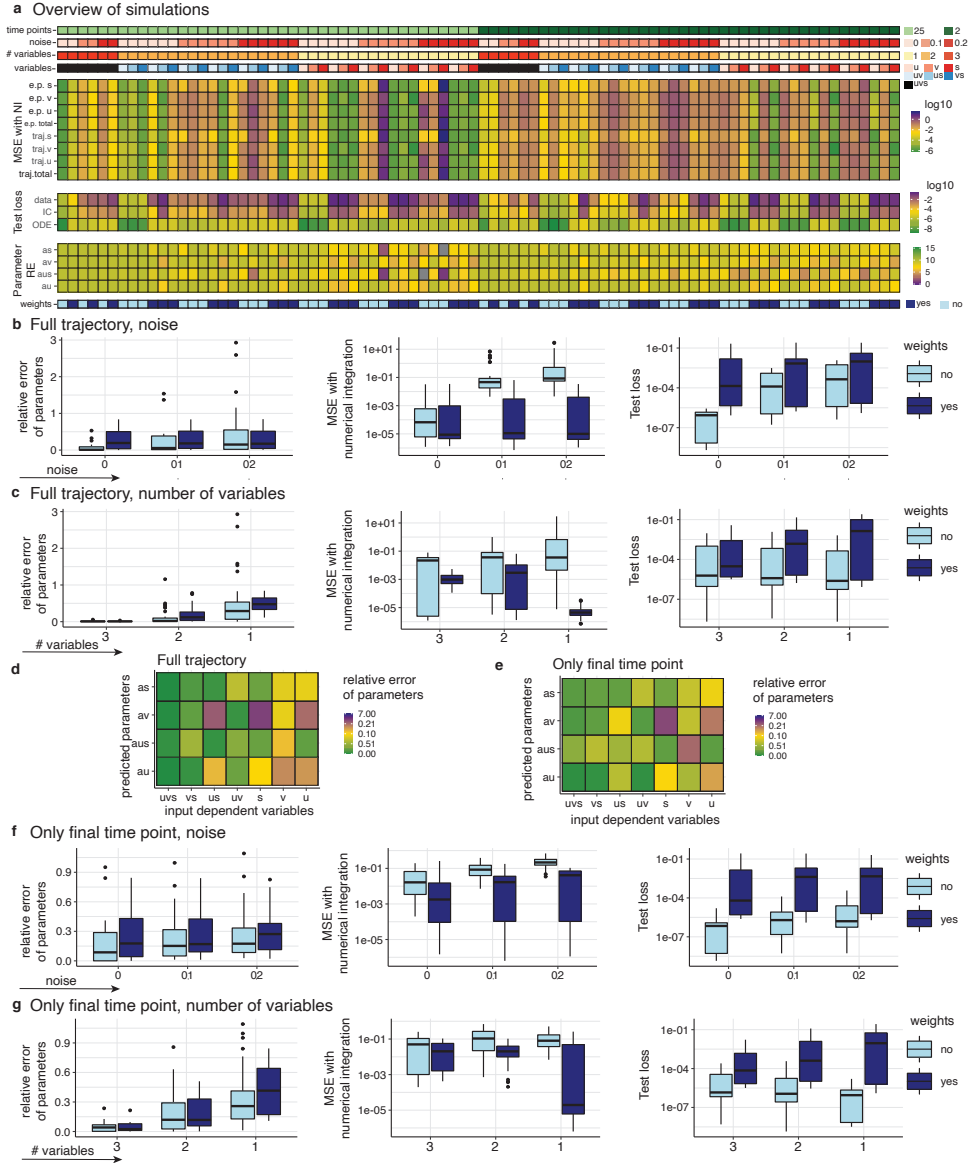 a Overview of simulations
time points
noise
# variables
variables
25 2
0 0.1 0.2
1 2 3
u v s
uv us vs
uvs
MSE with NI
e.p. s
e.p. v
e.p. u
e.p. total
traj.s
traj.v
traj.u
traj.total
log10
0
-2
-4
-6
Test loss
data
IC
ODE
log10
-2
-4
-6
-8
Parameter RE
as
av
aus
au
15
10
5
0
weights
yes no
b Full trajectory, noise
relative error of parameters
3
2
1
0
0 01 02
noise
MSE with numerical integration
1e+01
1e-01
1e-03
1e-05
0 01 02
Test loss
1e-01
1e-04
1e-07
0 01 02
weights
no
yes
c Full trajectory, number of variables
relative error of parameters
3
2
1
0
3 2 1
# variables
MSE with numerical integration
1e+01
1e-01
1e-03
1e-05
3 2 1
Test loss
1e-01
1e-04
1e-07
3 2 1
weights
no
yes
d Full trajectory
predicted parameters
as
av
aus
au
uvs vs us uv s v u
input dependent variables
relative error of parameters
7.00
0.21
0.10
0.51
0.00
e Only final time point
predicted parameters
as
av
aus
au
uvs vs us uv s v u
input dependent variables
relative error of parameters
7.00
0.21
0.10
0.51
0.00
f Only final time point, noise
relative error of parameters
0.9
0.6
0.3
0.0
0 01 02
noise
MSE with numerical integration
1e-01
1e-03
1e-05
0 01 02
Test loss
1e-01
1e-04
1e-07
0 01 02
weights
no
yes
g Only final time point, number of variables
relative error of parameters
0.9
0.6
0.3
0.0
3 2 1
# variables
MSE with numerical integration
1e-01
1e-03
1e-05
3 2 1
Test loss
1e-01
1e-04
1e-07
3 2 1
weights
no
yes